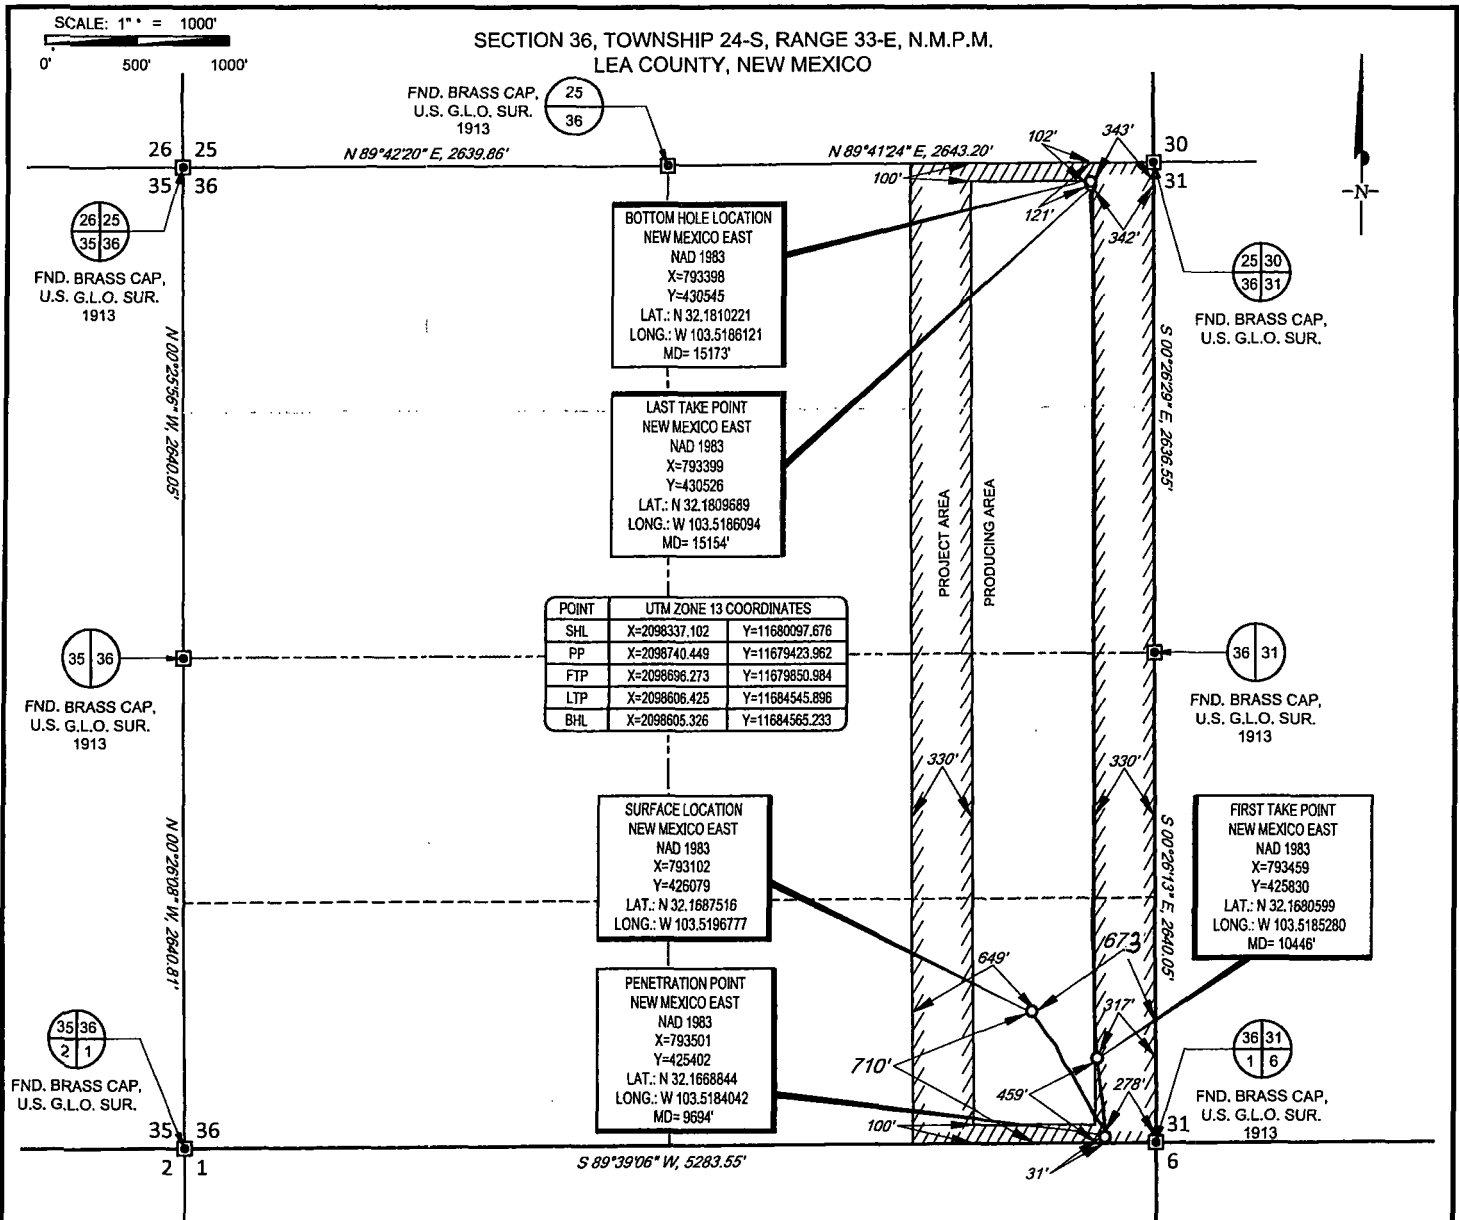 SCALE: 1" = 1000'
0' 500' 1000'
SECTION 36, TOWNSHIP 24-S, RANGE 33-E, N.M.P.M.
LEA COUNTY, NEW MEXICO
FND. BRASS CAP,
U.S. G.L.O. SUR.
1913
25
36
26 25
35 36
N 89°42'20" E, 2639.86'
N 89°41'24" E, 2643.20'
102'
343'
30
31
100'
121'
342'
-N-
26 25
35 36
FND. BRASS CAP,
U.S. G.L.O. SUR.
1913
BOTTOM HOLE LOCATION
NEW MEXICO EAST
NAD 1983
X=793398
Y=430545
LAT.: N 32.1810221
LONG.: W 103.5186121
MD= 15173'
25 30
36 31
FND. BRASS CAP,
U.S. G.L.O. SUR.
N 00°25'56" W, 2640.05'
S 00°26'29" E, 2636.55'
LAST TAKE POINT
NEW MEXICO EAST
NAD 1983
X=793399
Y=430526
LAT.: N 32.1809689
LONG.: W 103.5186094
MD= 15154'
PROJECT AREA
PRODUCING AREA
POINT UTM ZONE 13 COORDINATES
SHL X=2098337.102 Y=11680097.676
PP X=2098740.449 Y=11679423.962
FTP X=2098696.273 Y=11679850.984
LTP X=2098606.425 Y=11684545.896
BHL X=2098605.326 Y=11684565.233
35 36
FND. BRASS CAP,
U.S. G.L.O. SUR.
1913
36 31
FND. BRASS CAP,
U.S. G.L.O. SUR.
1913
330'
330'
SURFACE LOCATION
NEW MEXICO EAST
NAD 1983
X=793102
Y=426079
LAT.: N 32.1687516
LONG.: W 103.5196777
FIRST TAKE POINT
NEW MEXICO EAST
NAD 1983
X=793459
Y=425830
LAT.: N 32.1680599
LONG.: W 103.5185280
MD= 10446'
N 00°26'08" W, 2640.81'
S 00°26'13" E, 2640.05'
649'
673'
317'
PENETRATION POINT
NEW MEXICO EAST
NAD 1983
X=793501
Y=425402
LAT.: N 32.1668844
LONG.: W 103.5184042
MD= 9694'
710'
459'
278'
100'
31'
35 36
2 1
FND. BRASS CAP,
U.S. G.L.O. SUR.
36 31
1 6
FND. BRASS CAP,
U.S. G.L.O. SUR.
1913
35 36
2 1
S 89°39'06" W, 5283.55'
31
6